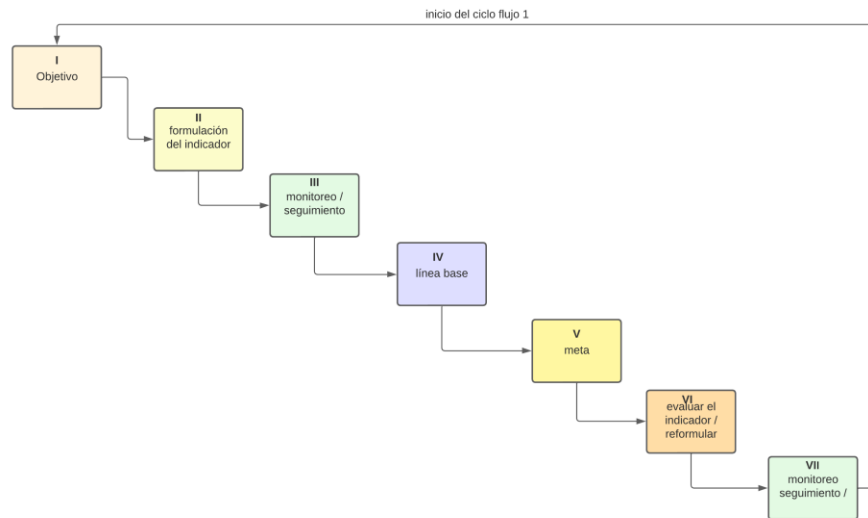 inicio del ciclo flujo 1
I
Objetivo
II
formulación
del indicador
III
monitoreo /
seguimiento
IV
línea base
V
meta
VI
evaluar el
indicador /
reformular
VII
monitoreo
seguimiento /